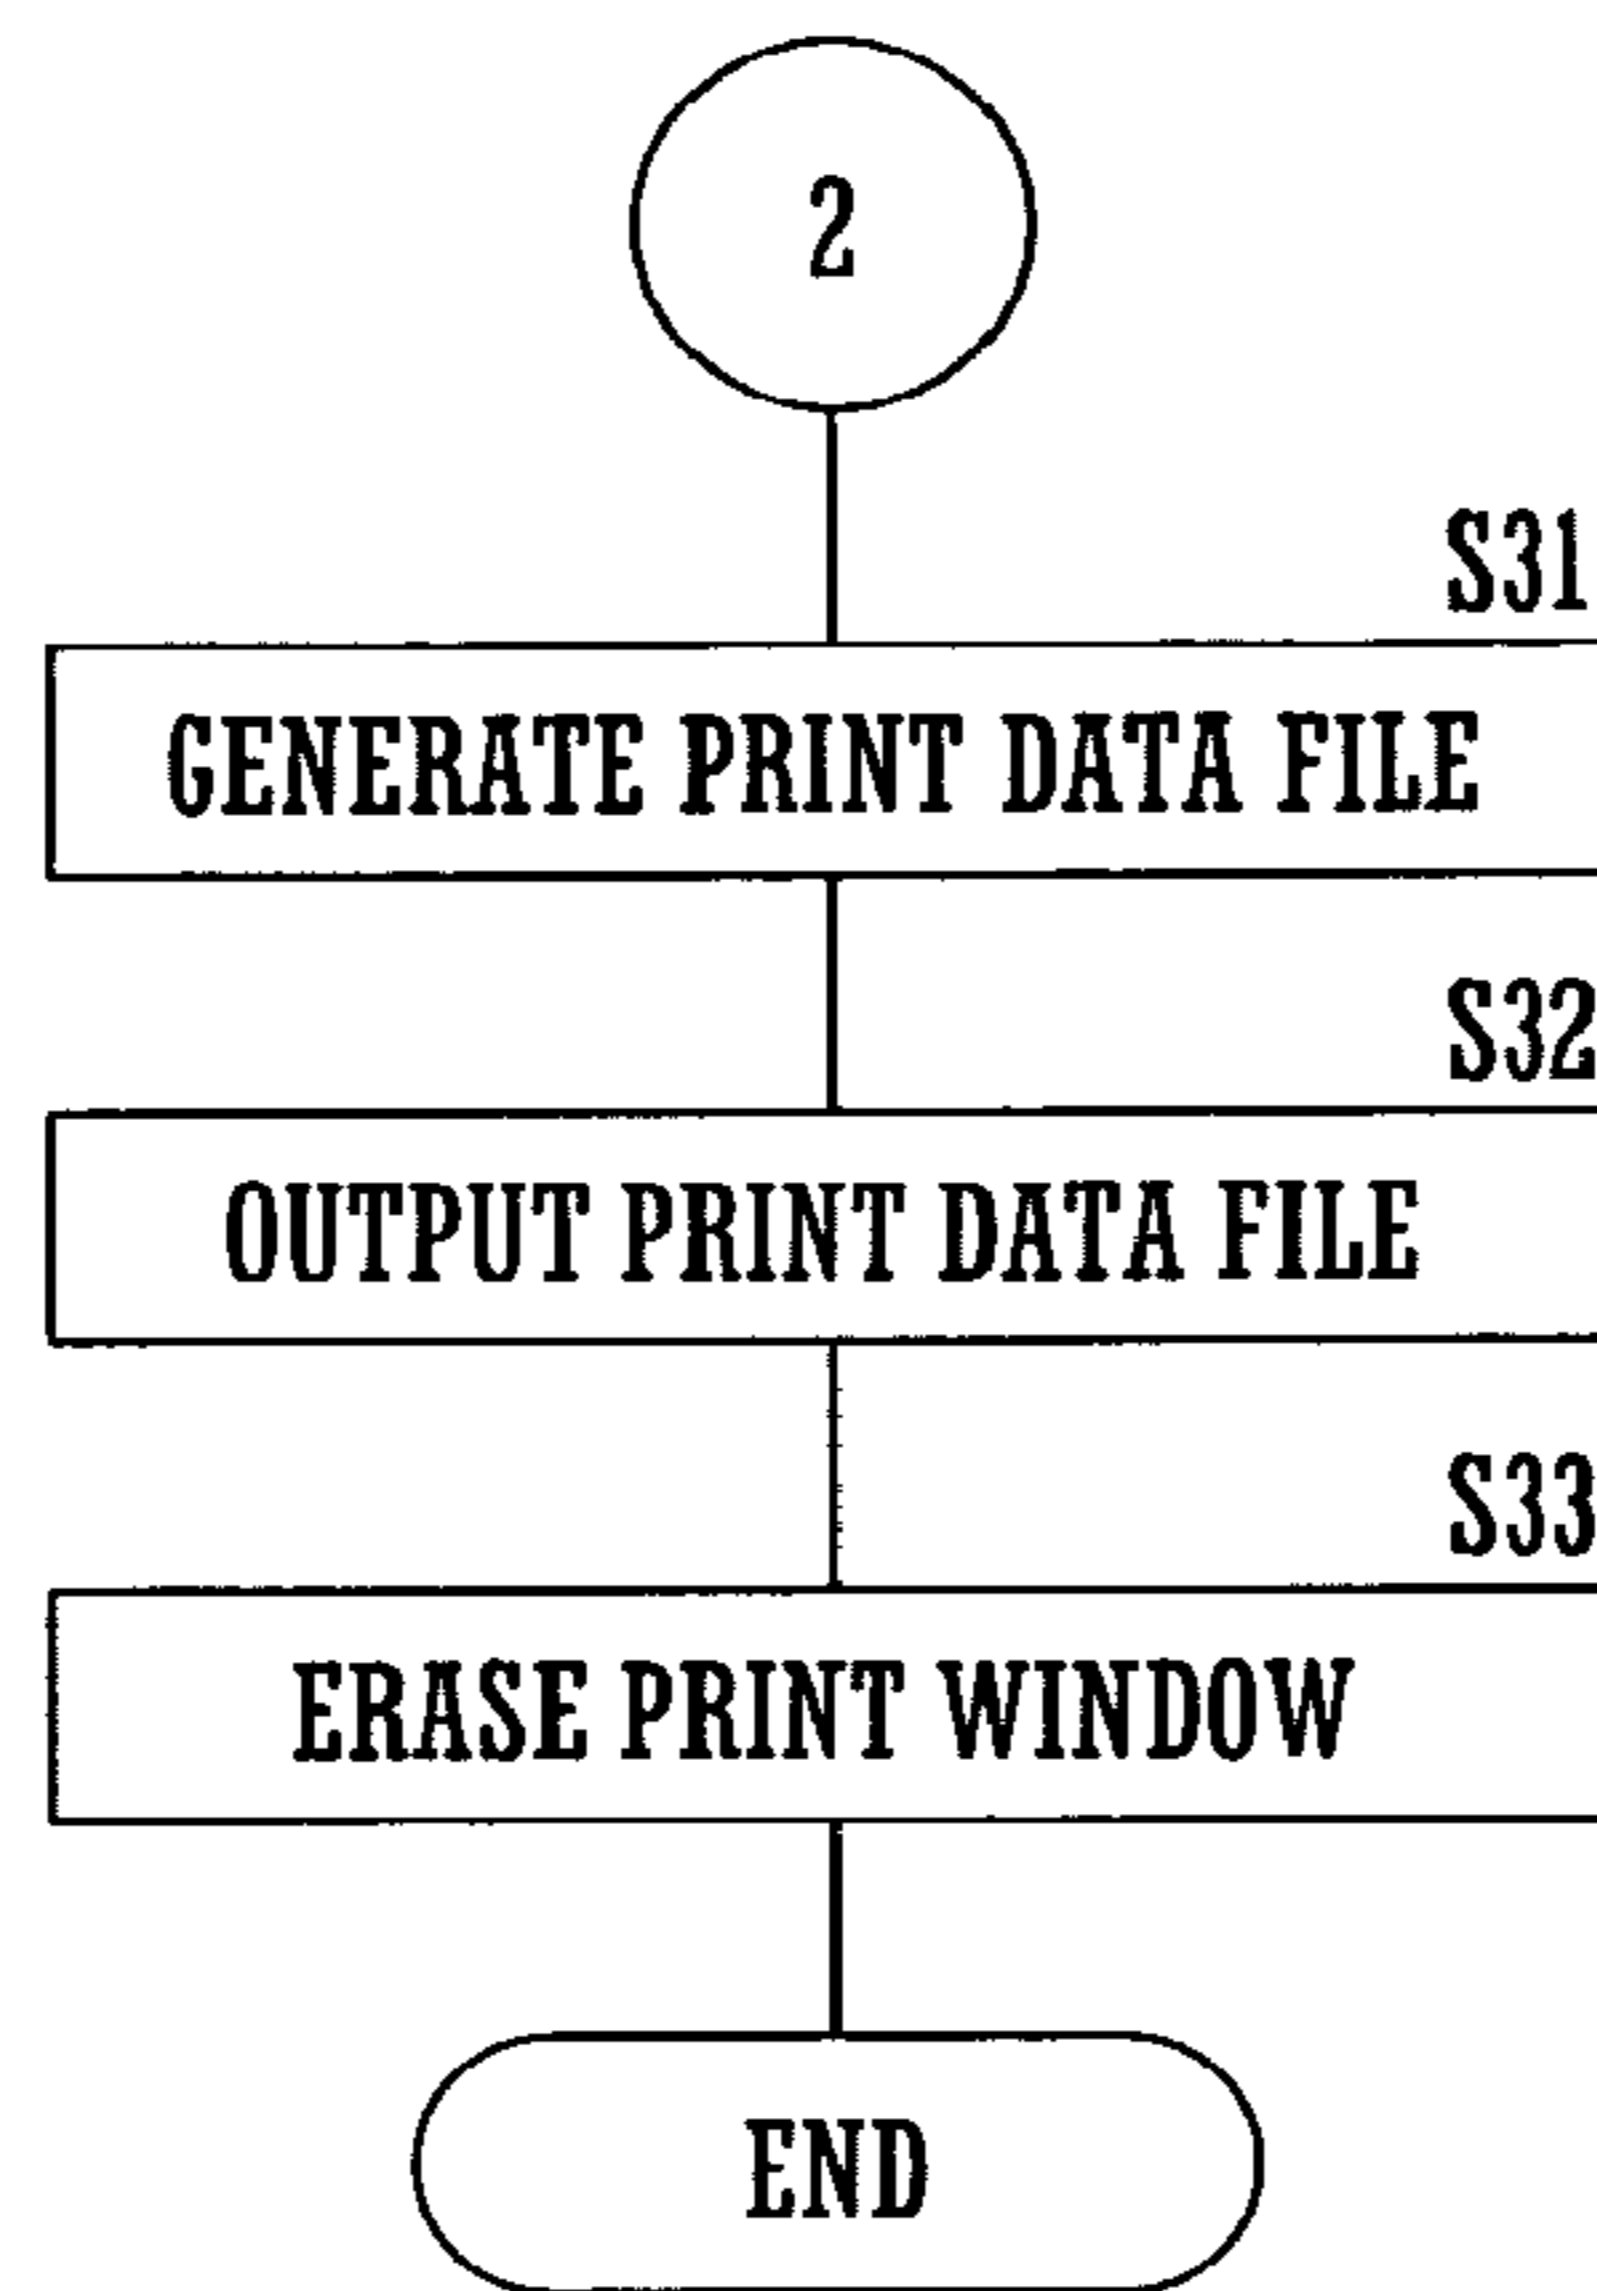 2
S31
GENERATE PRINT DATA FILE
S32
OUTPUT PRINT DATA FILE
S33
ERASE PRINT WINDOW
END